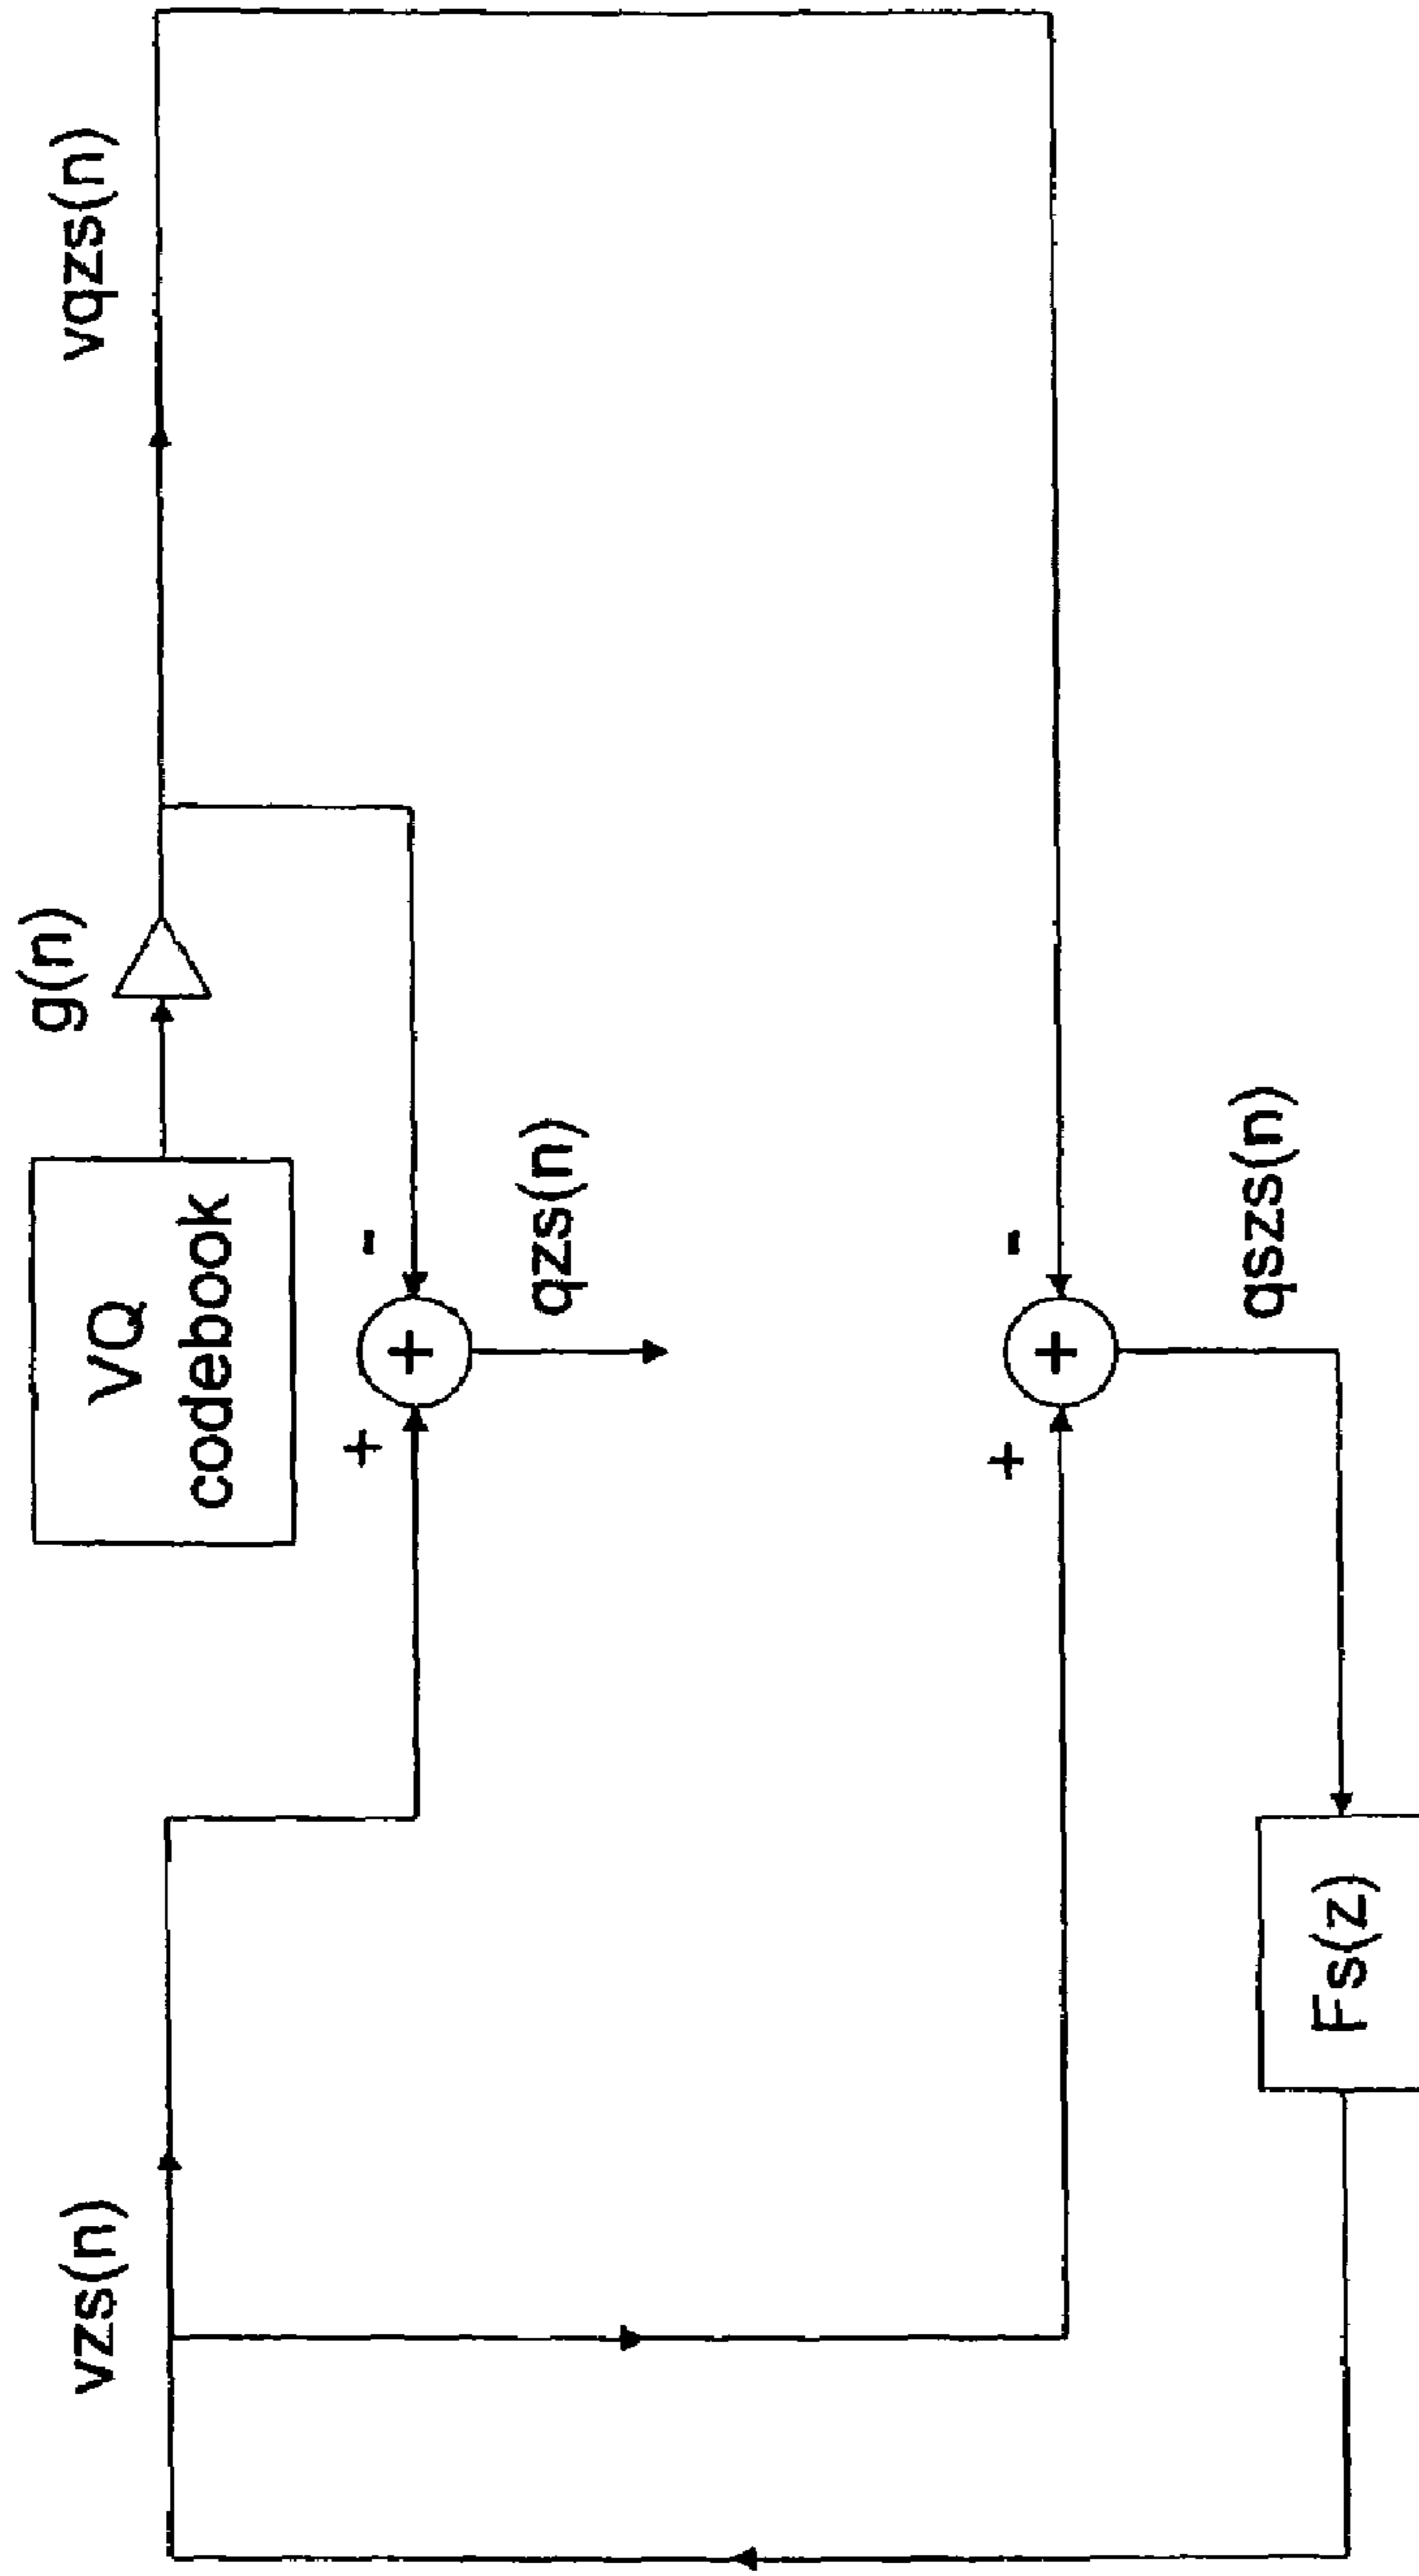 vzs(n)
VQ
codebook
g(n)
vqzs(n)
+
-
+
qzs(n)
+
-
+
qszs(n)
Fs(z)